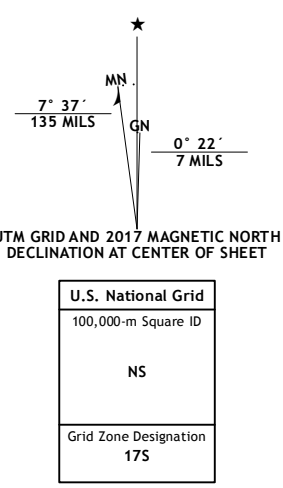 MN
7° 37´
135 MILS
GN
0° 22´
7 MILS
UTM GRID AND 2017 MAGNETIC NORTH
DECLINATION AT CENTER OF SHEET
U.S. National Grid
100,000-m Square ID
NS
Grid Zone Designation
17S